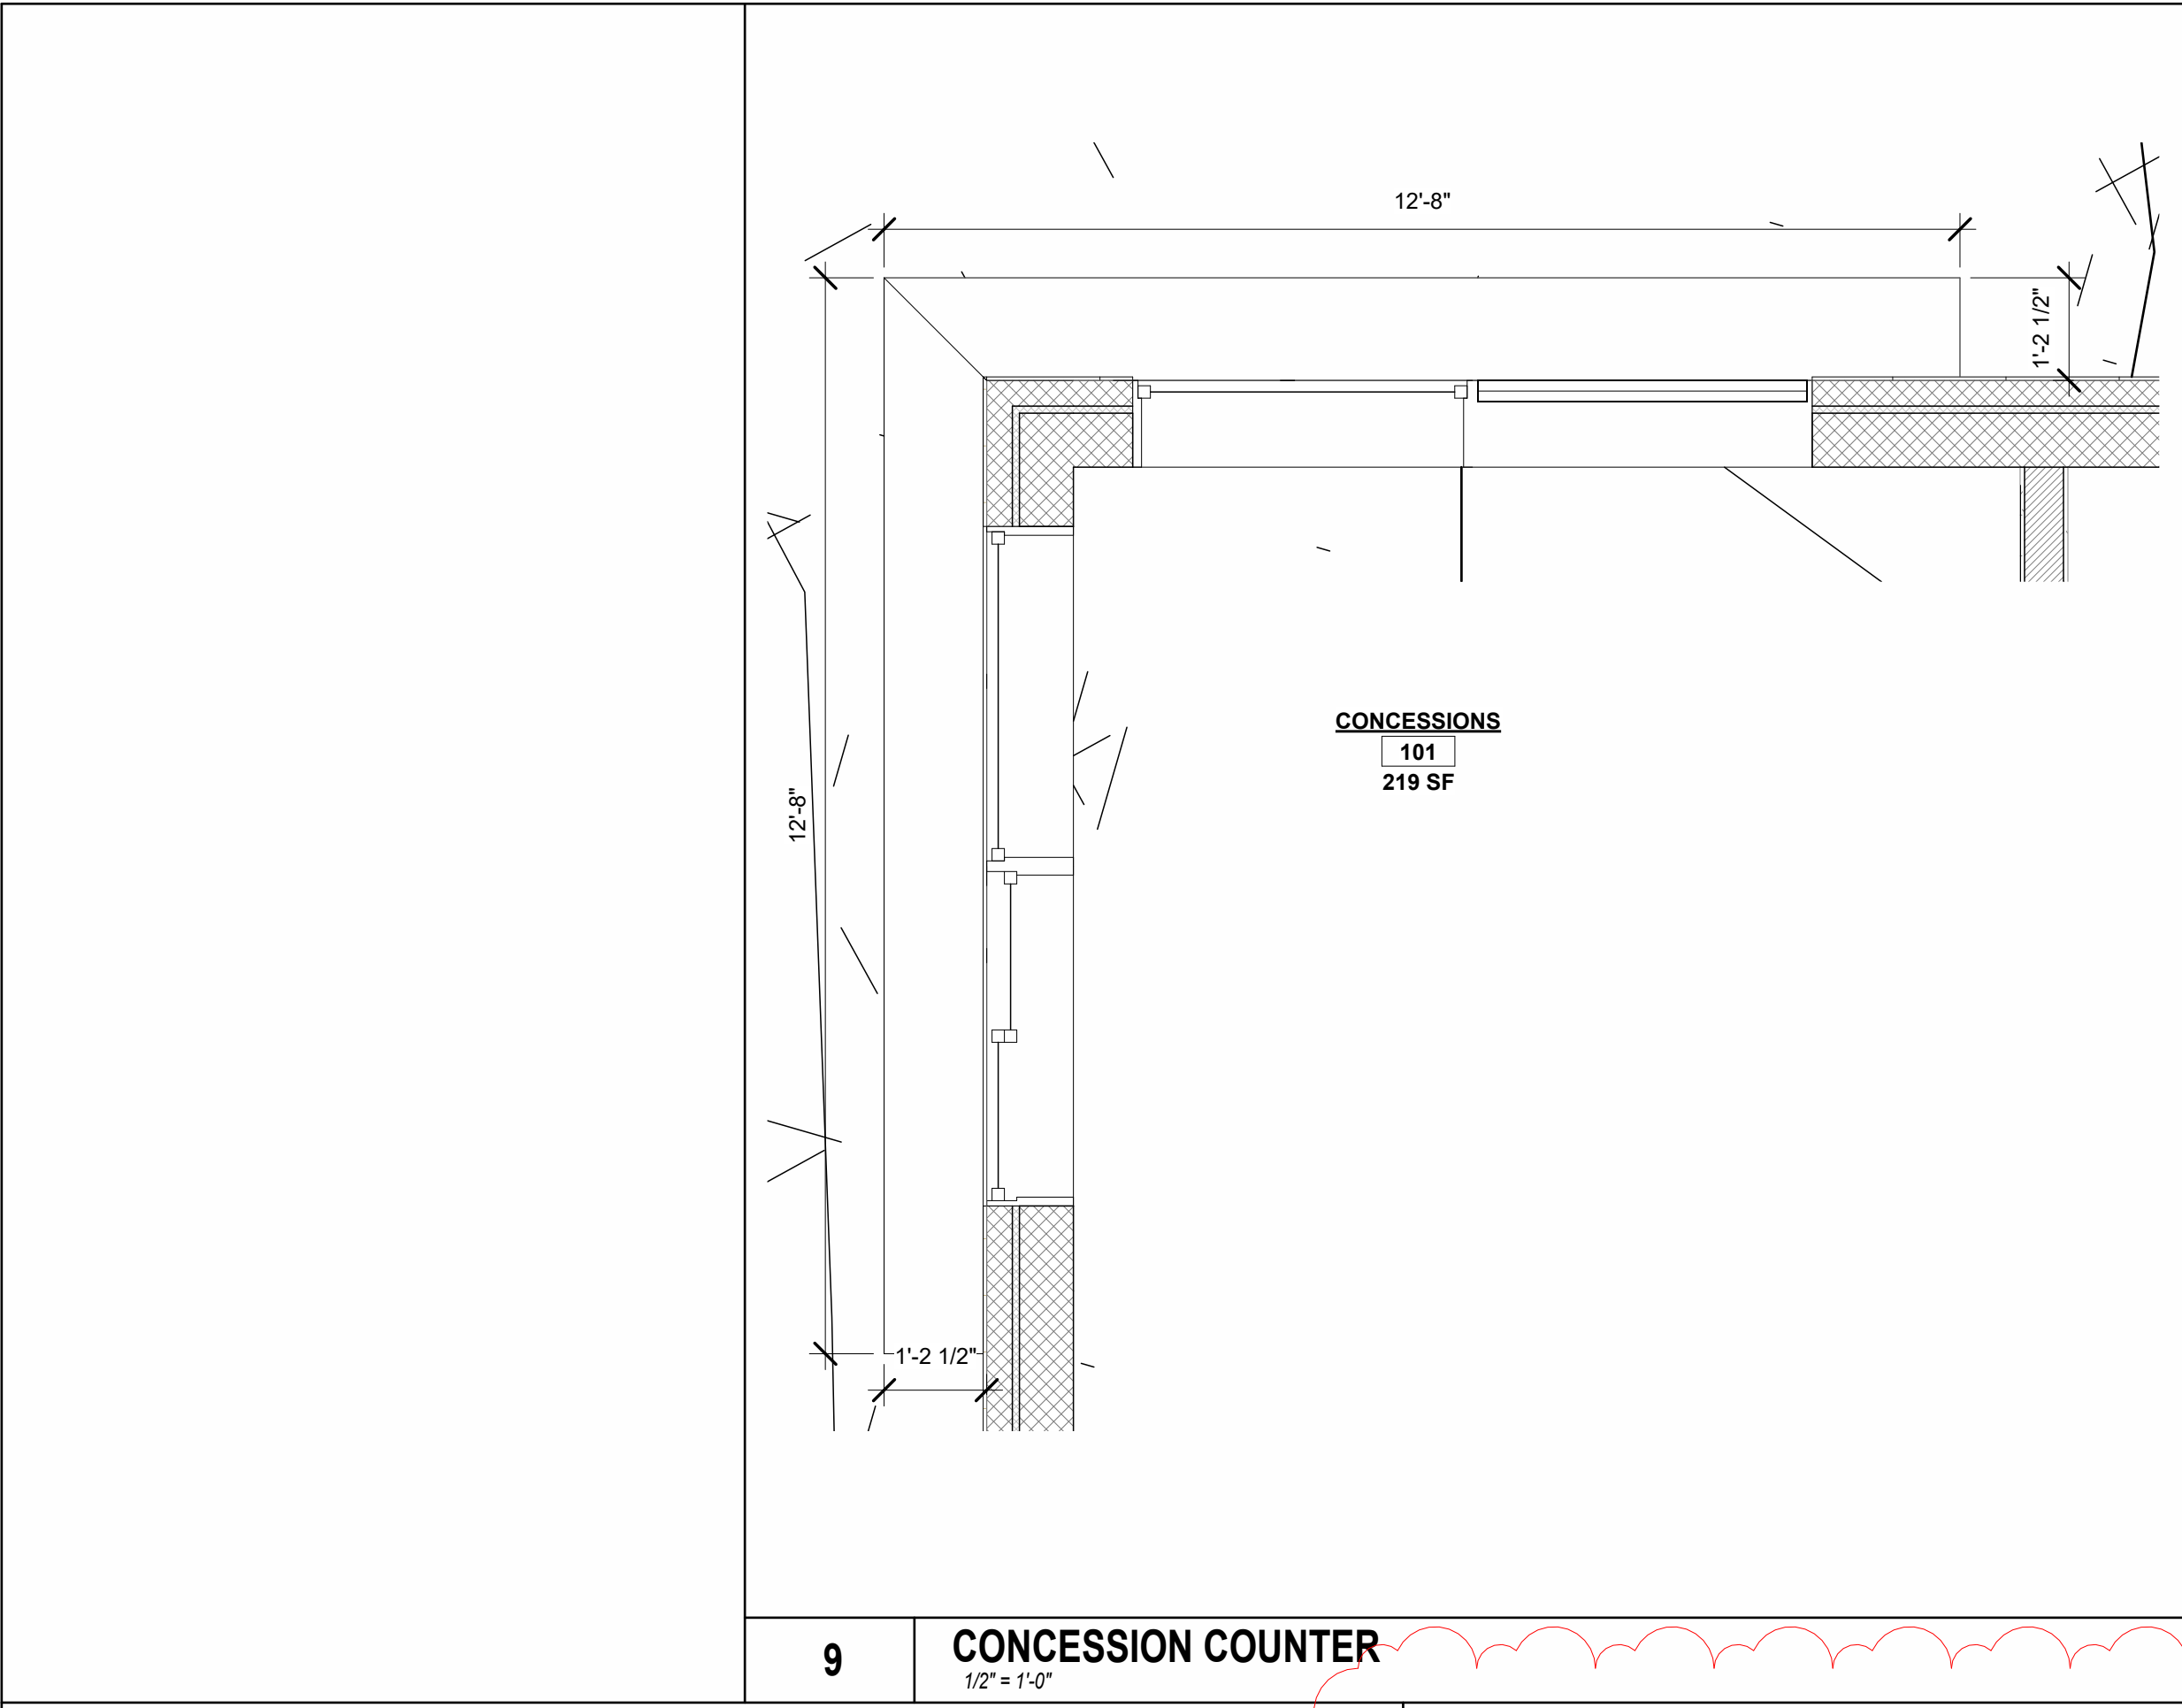 12'-8"
1'-2 1/2"
CONCESSIONS
101
219 SF
12'-8"
1'-2 1/2"
9
CONCESSION COUNTER
1/2" = 1'-0"